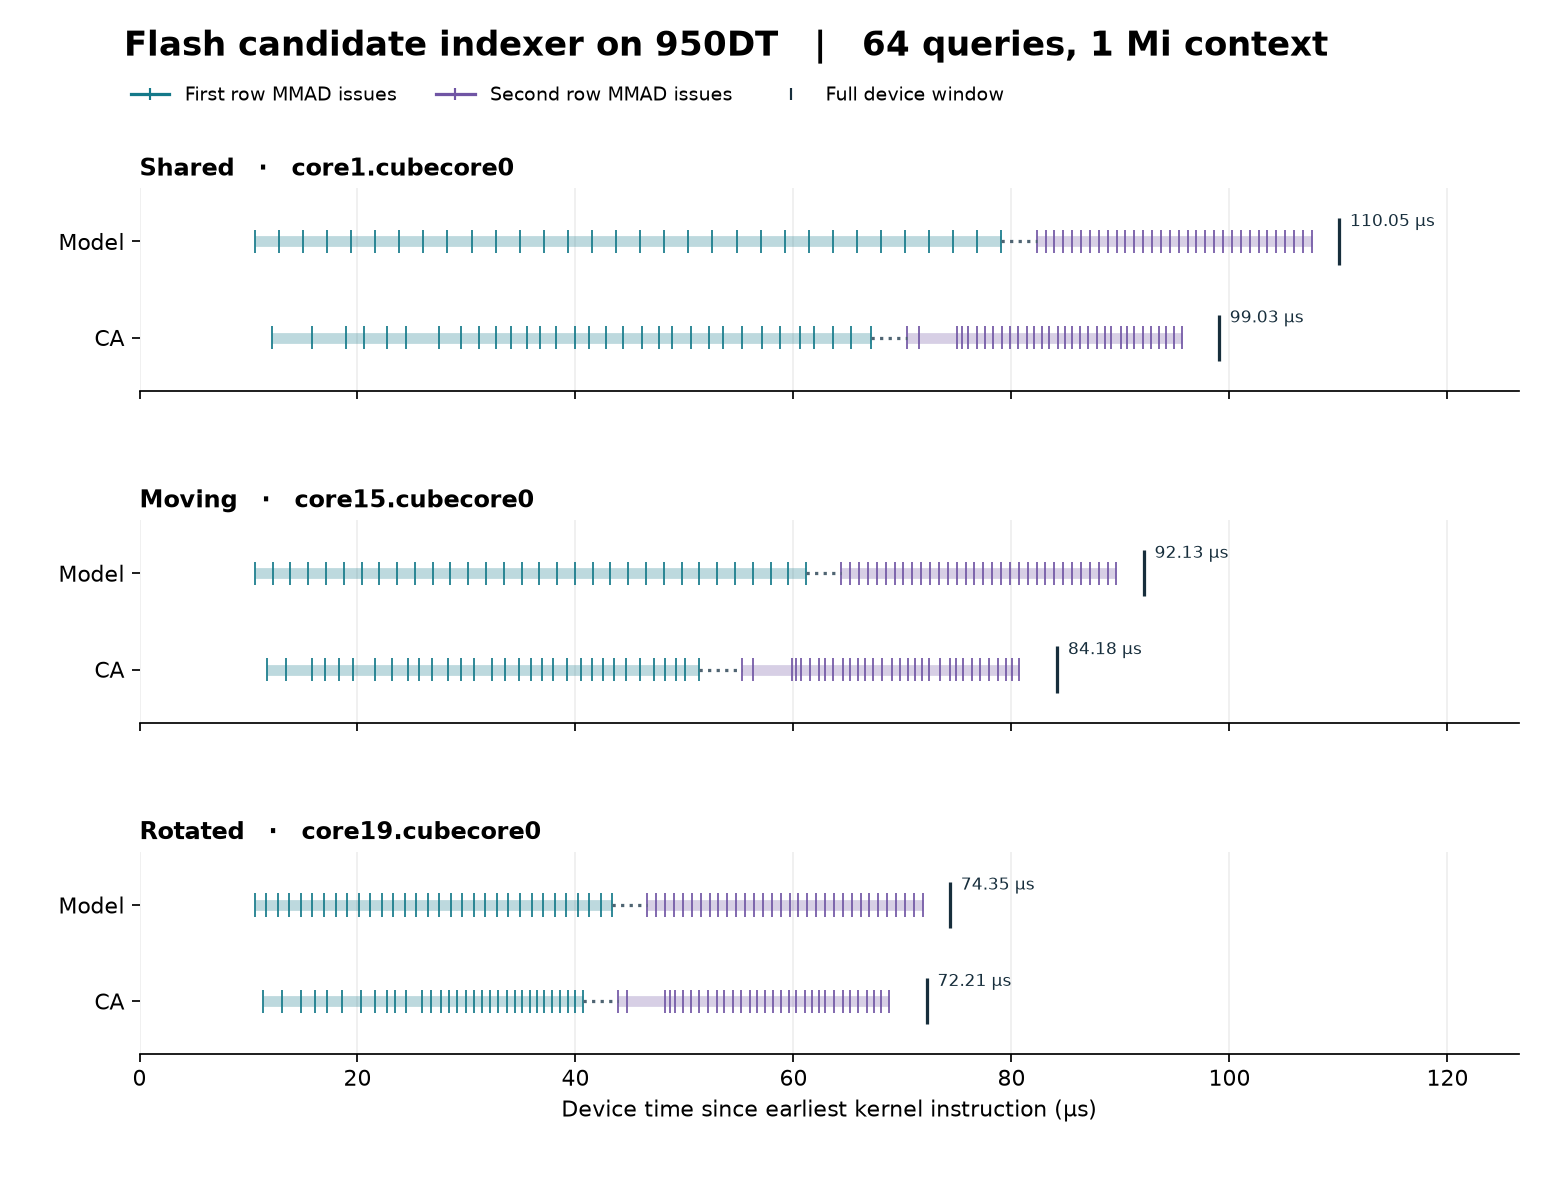 Flash candidate indexer on 950DT | 64 queries, 1 Mi context
First row MMAD issues Second row MMAD issues Full device window
Shared · core1.cubecore0
Model 110.05 µs
CA 99.03 µs
Moving · core15.cubecore0
Model 92.13 µs
CA 84.18 µs
Rotated · core19.cubecore0
Model 74.35 µs
CA 72.21 µs
0 20 40 60 80 100 120
Device time since earliest kernel instruction (µs)